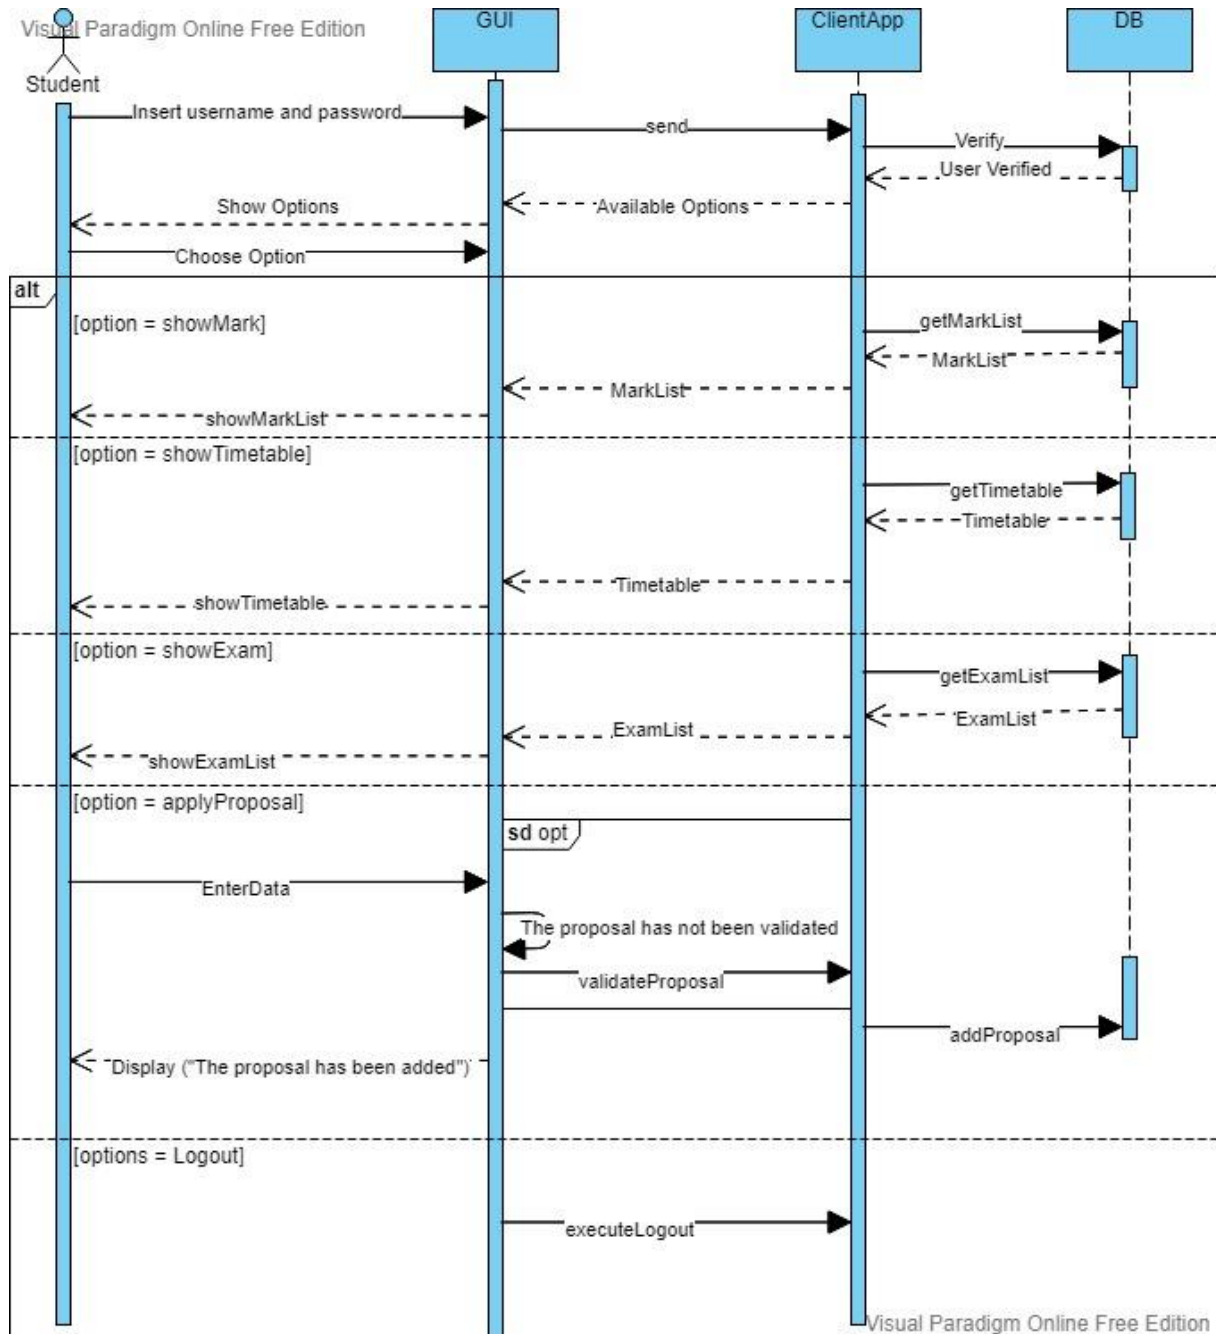 Visual Paradigm Online Free Edition
GUI
ClientApp
DB
Student
Insert username and password
send
Verify
User Verified
Available Options
Show Options
Choose Option
alt
[option = showMark]
getMarkList
MarkList
MarkList
showMarkList
[option = showTimetable]
getTimetable
Timetable
Timetable
showTimetable
[option = showExam]
getExamList
ExamList
ExamList
showExamList
[option = applyProposal]
sd opt
EnterData
The proposal has not been validated
validateProposal
addProposal
Display ("The proposal has been added")
[options = Logout]
executeLogout
Visual Paradigm Online Free Edition